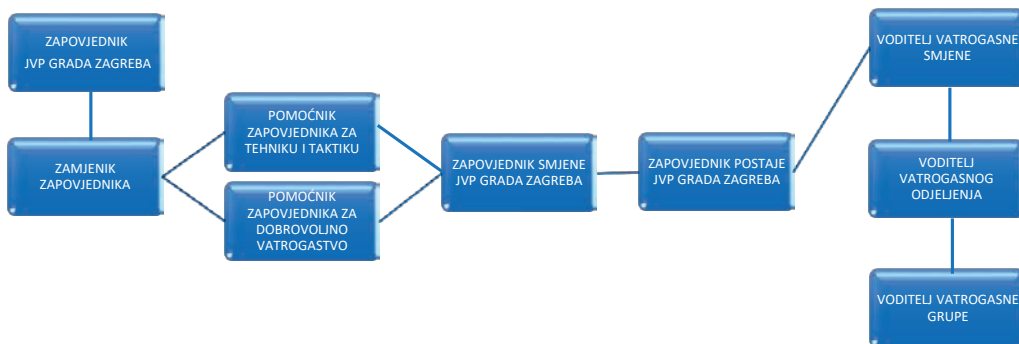 ZAPOVJEDNIK
JVP GRADA ZAGREBA
ZAMJENIK
ZAPOVJEDNIKA
POMOĆNIK
ZAPOVJEDNIKA ZA
TEHNIKU I TAKTIKU
POMOĆNIK
ZAPOVJEDNIKA ZA
DOBROVOLJNO
VATROGASTVO
ZAPOVJEDNIK SMJENE
JVP GRADA ZAGREBA
ZAPOVJEDNIK POSTAJE
JVP GRADA ZAGREBA
VODITELJ VATROGASNE
SMJENE
VODITELJ
VATROGASNOG
ODJELJENJA
VODITELJ VATROGASNE
GRUPE